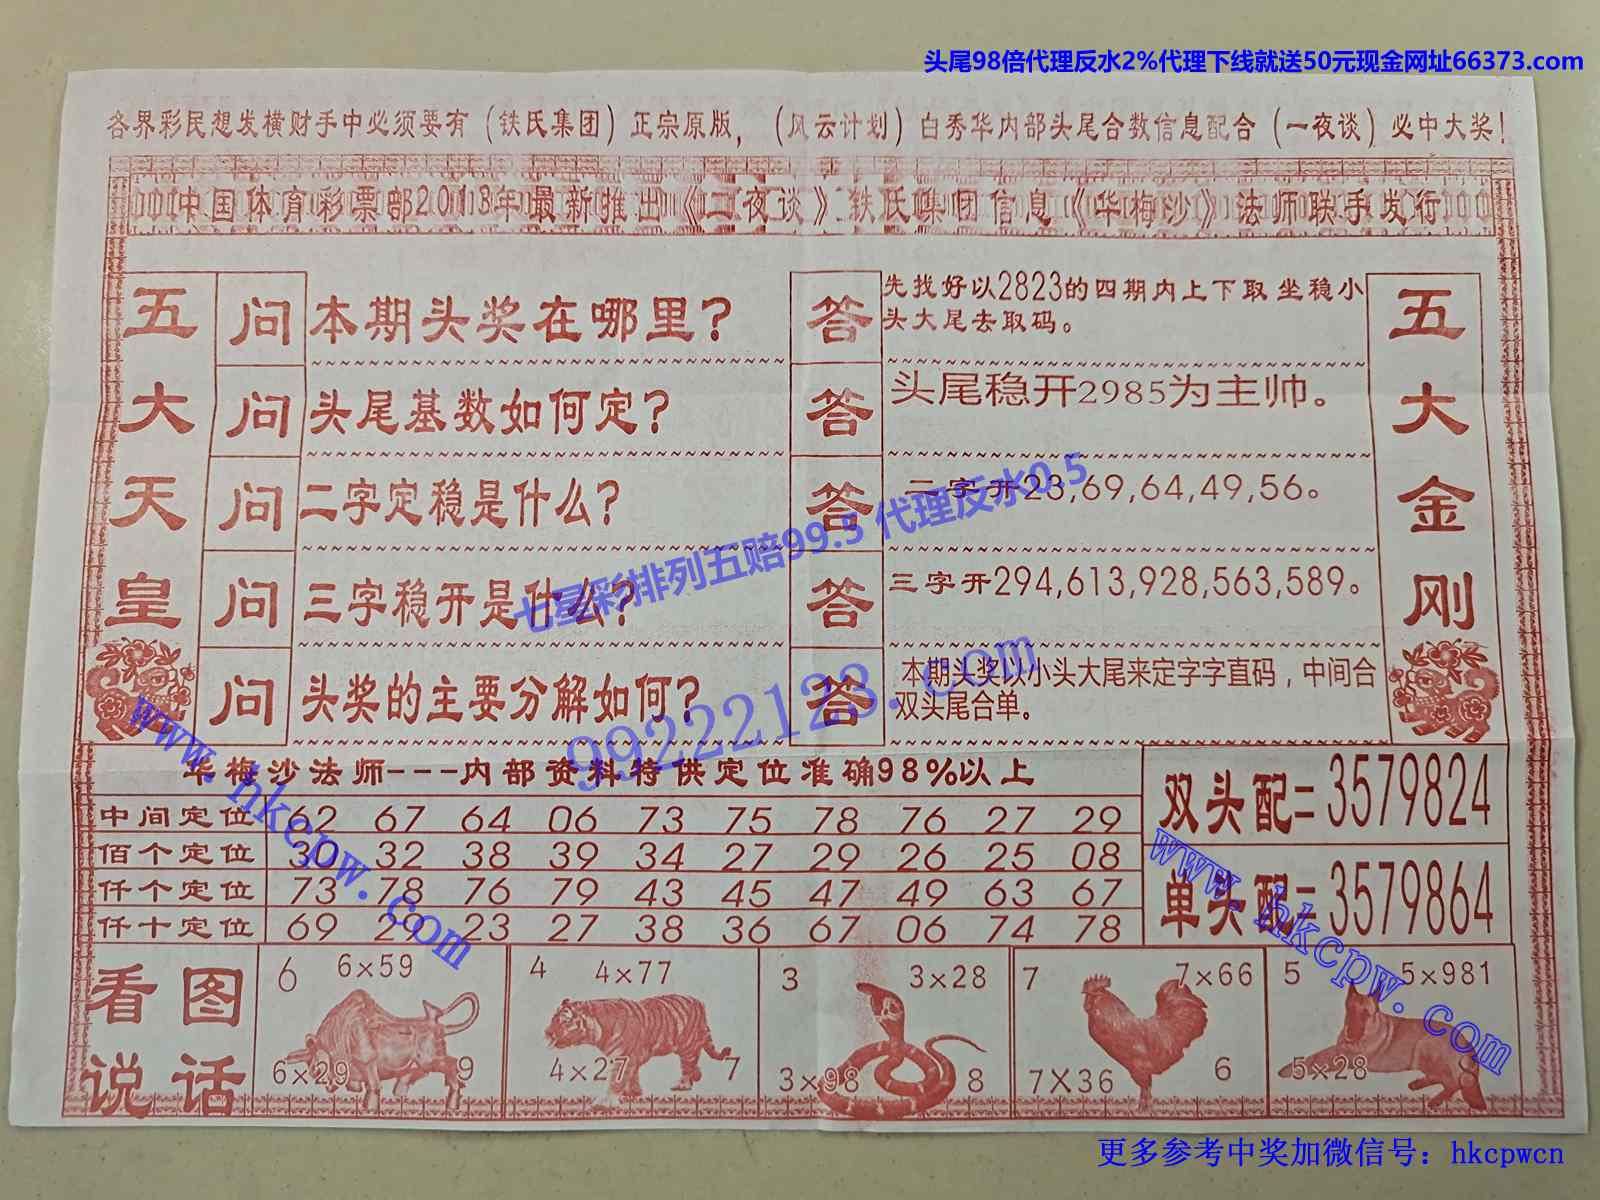 头尾98倍代理反水2%代理下线就送50元现金网址66373.com
各界彩民想发横财手中必须要有(铁氏集团)正宗原版,(风云计划)白秀华内部头尾合数信息配合(一夜谈)必中大奖!
中国体育彩票部2013年最新推出《二夜谈》铁氏集团信息《华梅沙》法师联手发行
五大天皇
问 本期头奖在哪里? 答 先找好以2823的四期内上下取坐稳小
头大尾去取码。
问 头尾基数如何定? 答 头尾稳开2985为主帅。
问 二字定稳是什么? 答 二字开23,69,64,49,56。
问 三字稳开是什么? 答 三字开294,613,928,563,589。
问 头奖的主要分解如何? 答 本期头奖以小头大尾来定字字直码,中间合
双头尾合单。
五大金刚
七星彩排列五赔99.5 代理反水0.5
99222123.com
www.hkcpw.com
华梅沙法师---内部资料特供定位准确98%以上
中间定位 62 67 64 06 73 75 78 76 27 29
佰个定位 30 32 38 39 34 27 29 26 25 08
仟个定位 73 78 76 79 43 45 47 49 63 67
仟十定位 69 29 23 27 38 36 67 06 74 78
双头配=3579824
单头配=3579864
www.hkcpw.com
看图说话
6 6×59
6×29 9
4 4×77
4×27 7
3 3×28
3×98 8
7 7×66
7×36 6
5 5×981
5×28
更多参考中奖加微信号：hkcpwcn